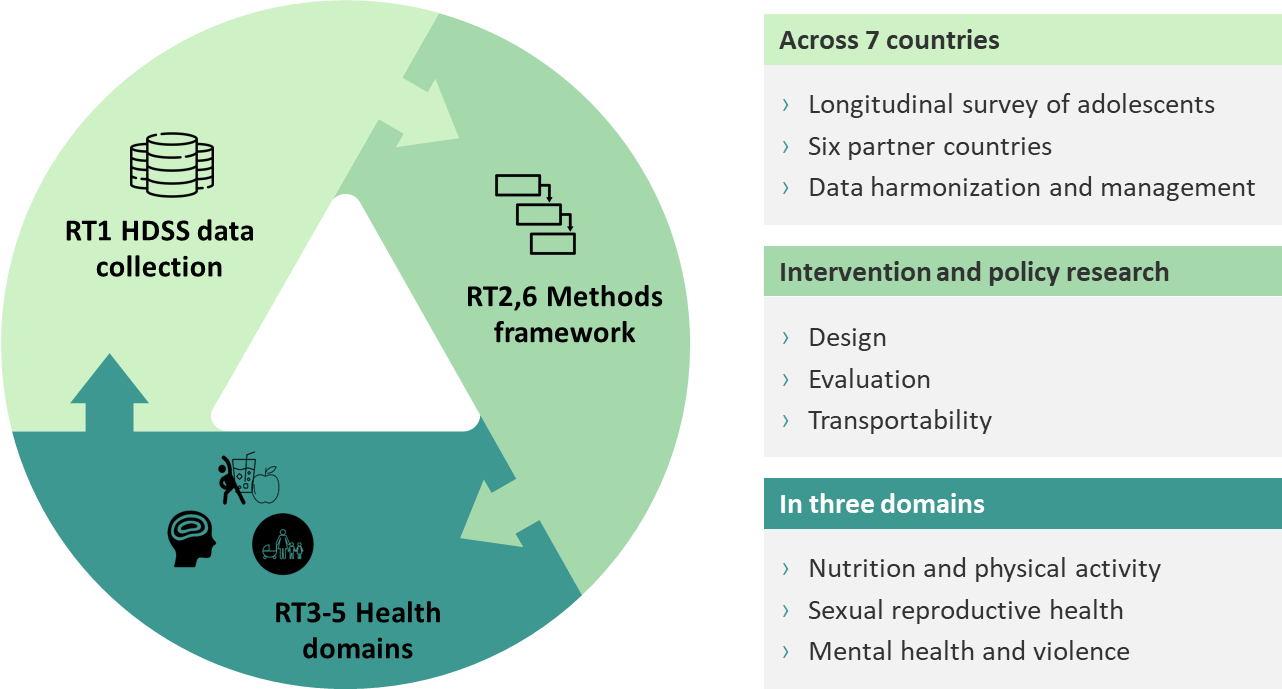 RT1 HDSS data
collection
RT2,6 Methods
framework
RT3-5 Health
domains
Across 7 countries
› Longitudinal survey of adolescents
› Six partner countries
› Data harmonization and management
Intervention and policy research
› Design
› Evaluation
› Transportability
In three domains
› Nutrition and physical activity
› Sexual reproductive health
› Mental health and violence